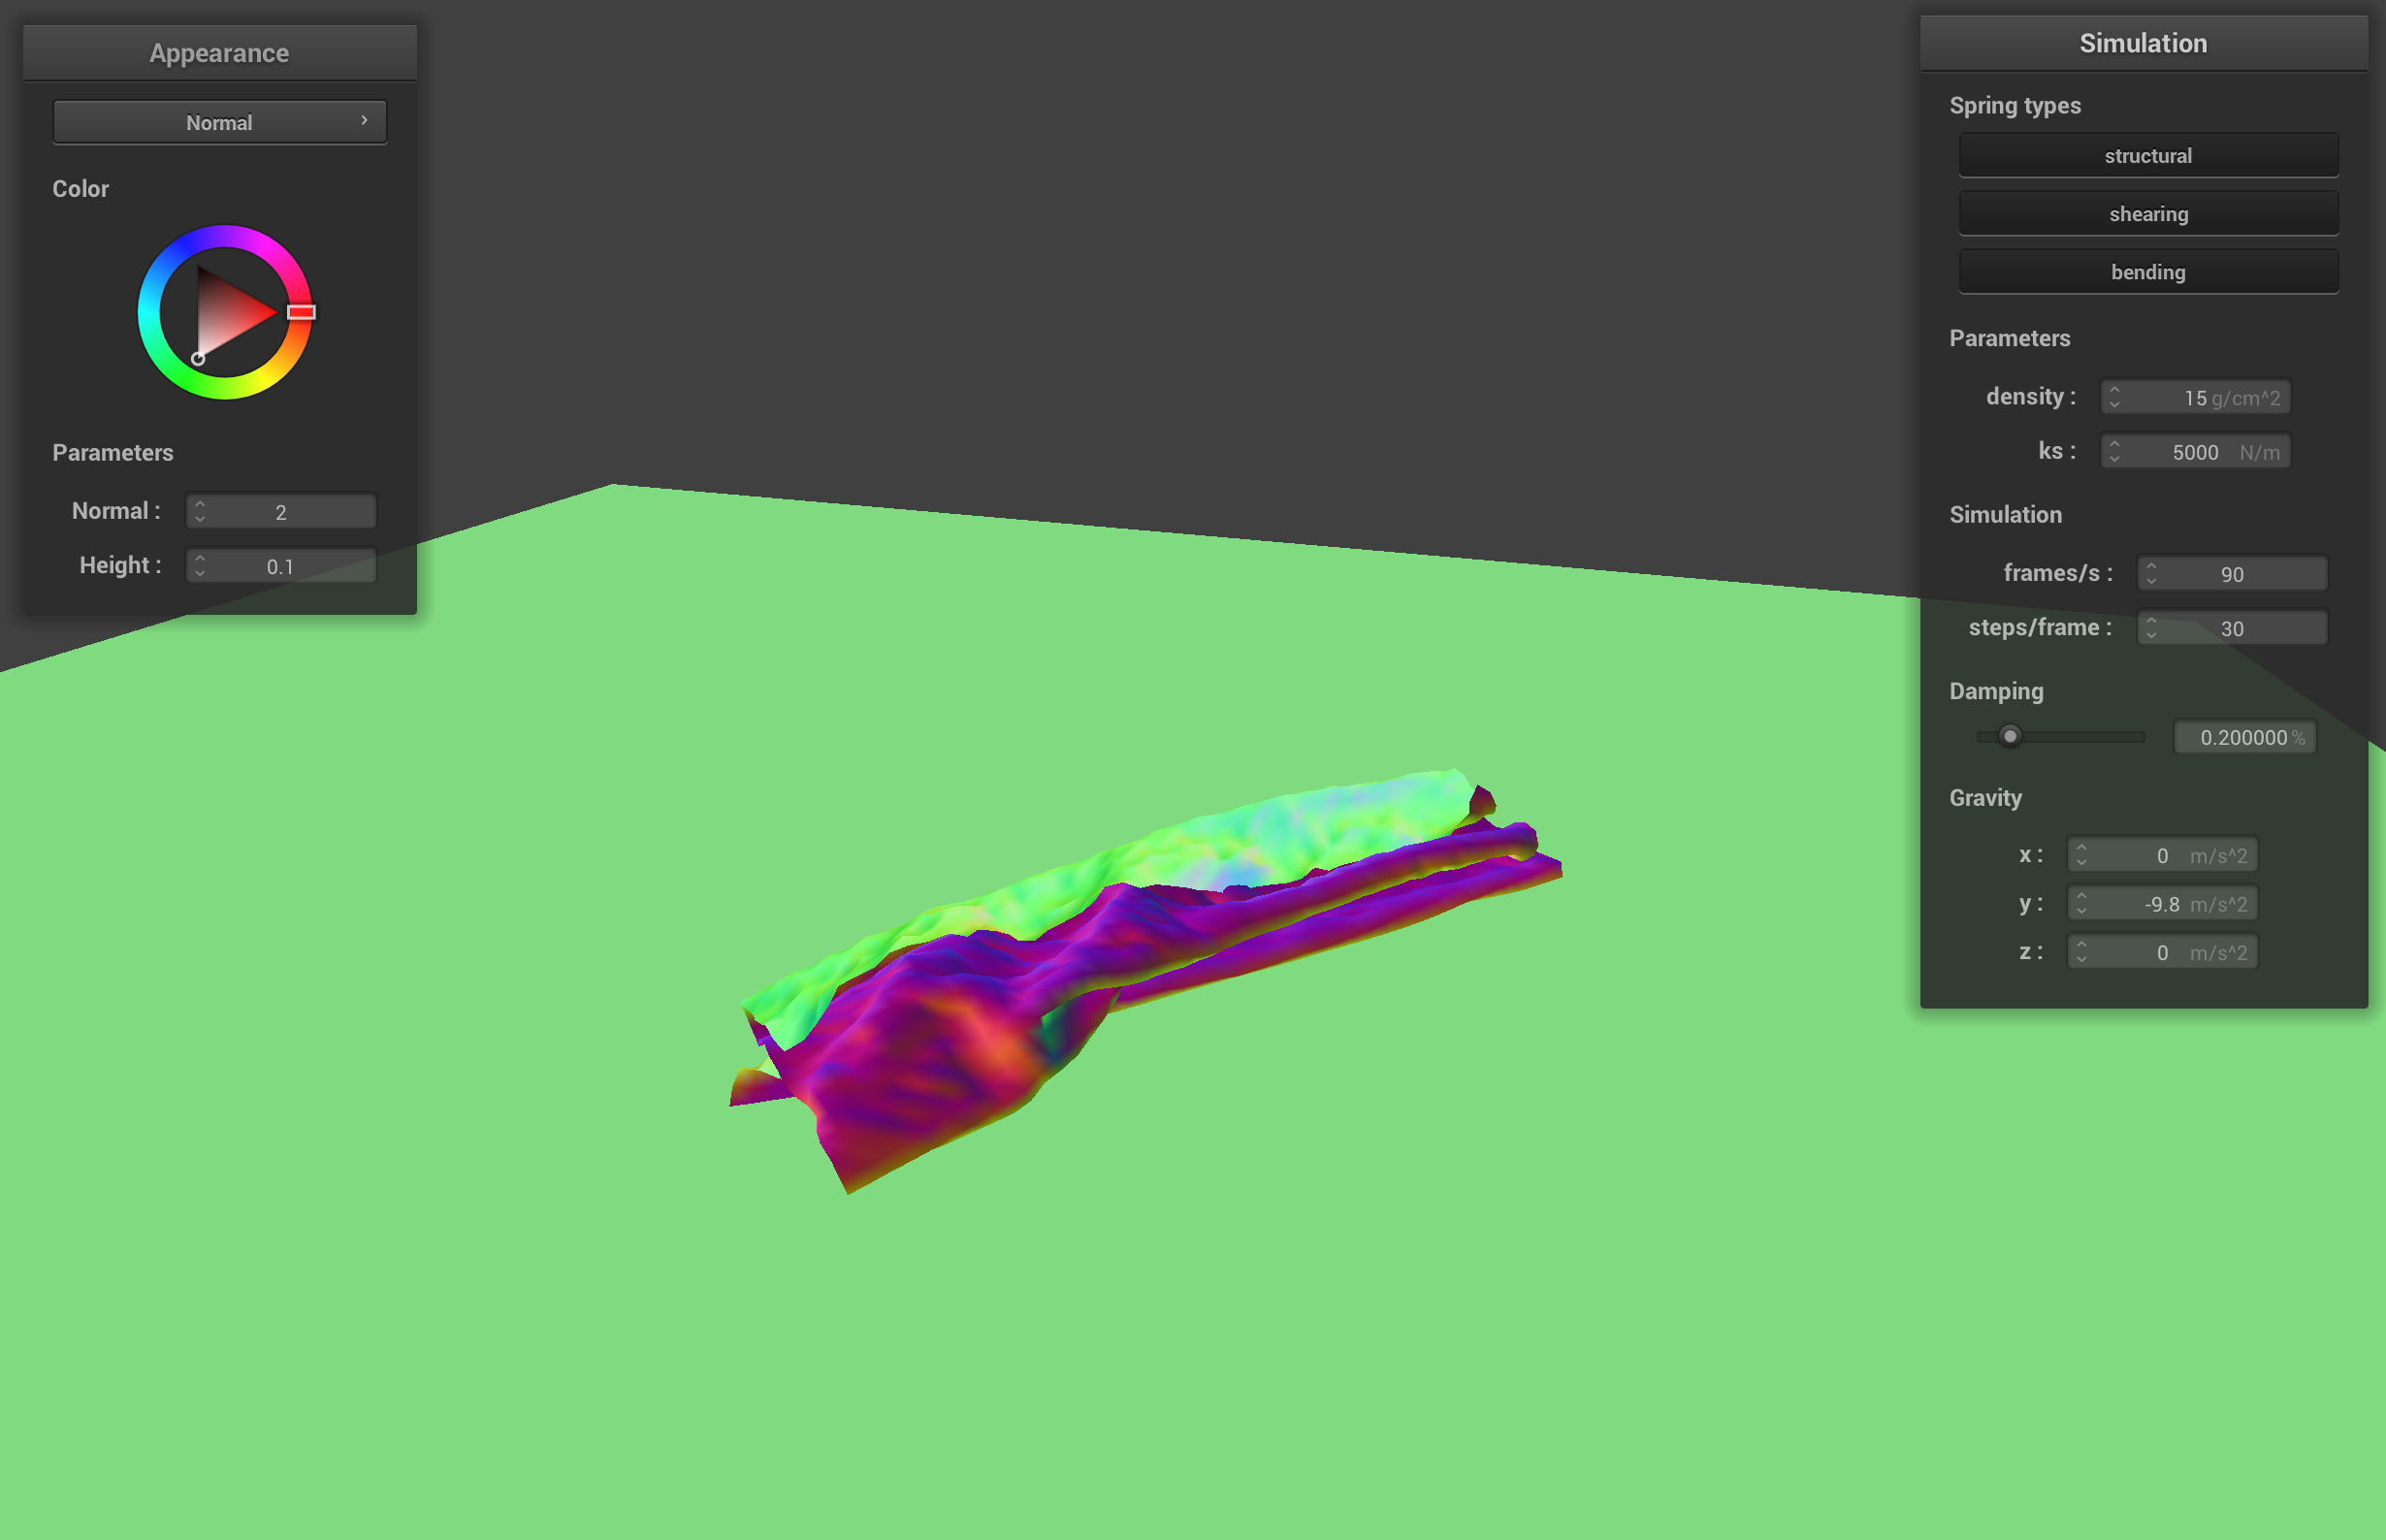 Appearance
Normal
Color
Parameters
Normal : 2
Height : 0.1
Simulation
Spring types
structural
shearing
bending
Parameters
density : 15 g/cm^2
ks : 5000 N/m
Simulation
frames/s : 90
steps/frame : 30
Damping
0.200000 %
Gravity
x : 0 m/s^2
y : -9.8 m/s^2
z : 0 m/s^2